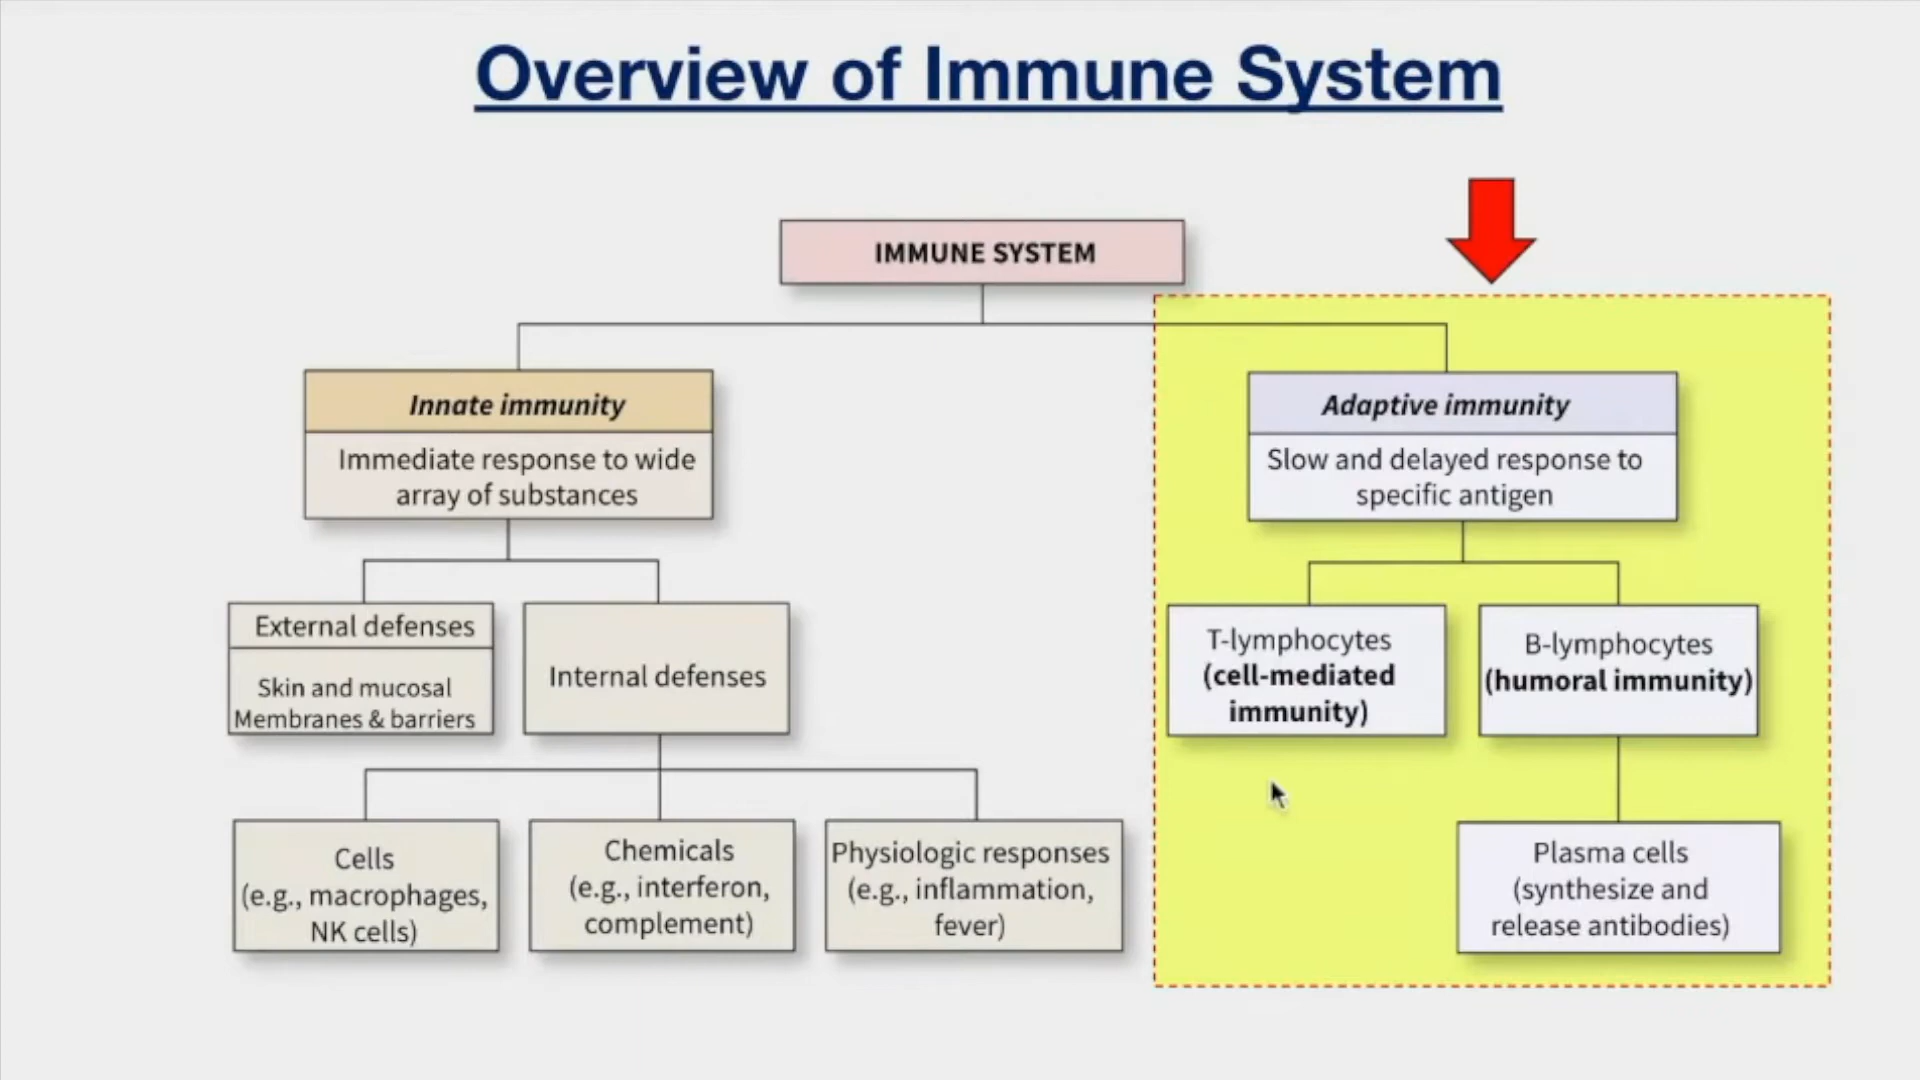 Overview of Immune System
IMMUNE SYSTEM
Innate immunity
Immediate response to wide
array of substances
Adaptive immunity
Slow and delayed response to
specific antigen
External defenses
Skin and mucosal
Membranes & barriers
Internal defenses
T-lymphocytes
(cell-mediated
immunity)
B-lymphocytes
(humoral immunity)
Cells
(e.g., macrophages,
NK cells)
Chemicals
(e.g., interferon,
complement)
Physiologic responses
(e.g., inflammation,
fever)
Plasma cells
(synthesize and
release antibodies)